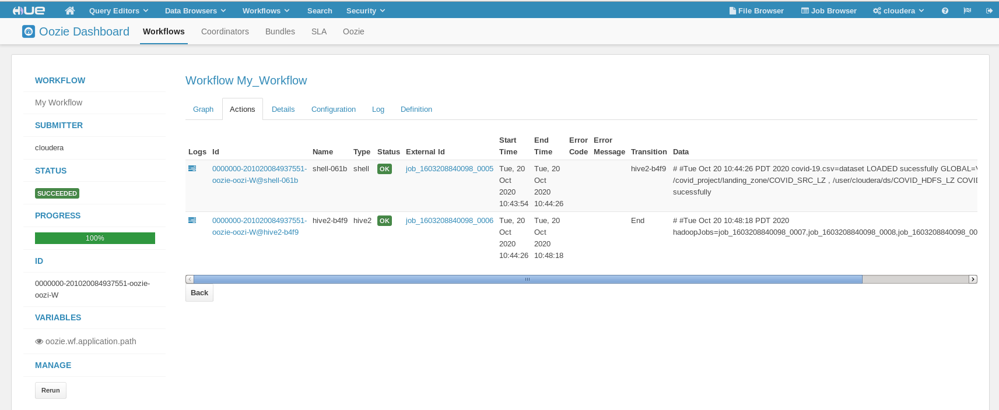 HUE Query Editors Data Browsers Workflows Search Security File Browser Job Browser cloudera
Oozie Dashboard Workflows Coordinators Bundles SLA Oozie
WORKFLOW
My Workflow
SUBMITTER
cloudera
STATUS
SUCCEEDED
PROGRESS
100%
ID
0000000-201020084937551-oozie-
oozi-W
VARIABLES
oozie.wf.application.path
MANAGE
Rerun
Workflow My_Workflow
Graph Actions Details Configuration Log Definition
Start End Error Error
Logs Id Name Type Status External Id Time Time Code Message Transition Data
0000000-201020084937551- shell-061b shell OK job_1603208840098_0005 Tue, 20 Tue, 20 hive2-b4f9 # #Tue Oct 20 10:44:26 PDT 2020 covid-19.csv=dataset LOADED sucessfully GLOBAL=
oozie-oozi-W@shell-061b Oct Oct /covid_project/landing_zone/COVID_SRC_LZ , /user/cloudera/ds/COVID_HDFS_LZ COVID
2020 2020 sucessfully
10:43:54 10:44:26
0000000-201020084937551- hive2-b4f9 hive2 OK job_1603208840098_0006 Tue, 20 Tue, 20 End # #Tue Oct 20 10:48:18 PDT 2020
oozie-oozi-W@hive2-b4f9 Oct Oct hadoopJobs=job_1603208840098_0007,job_1603208840098_0008,job_1603208840098_00
2020 2020
10:44:26 10:48:18
Back